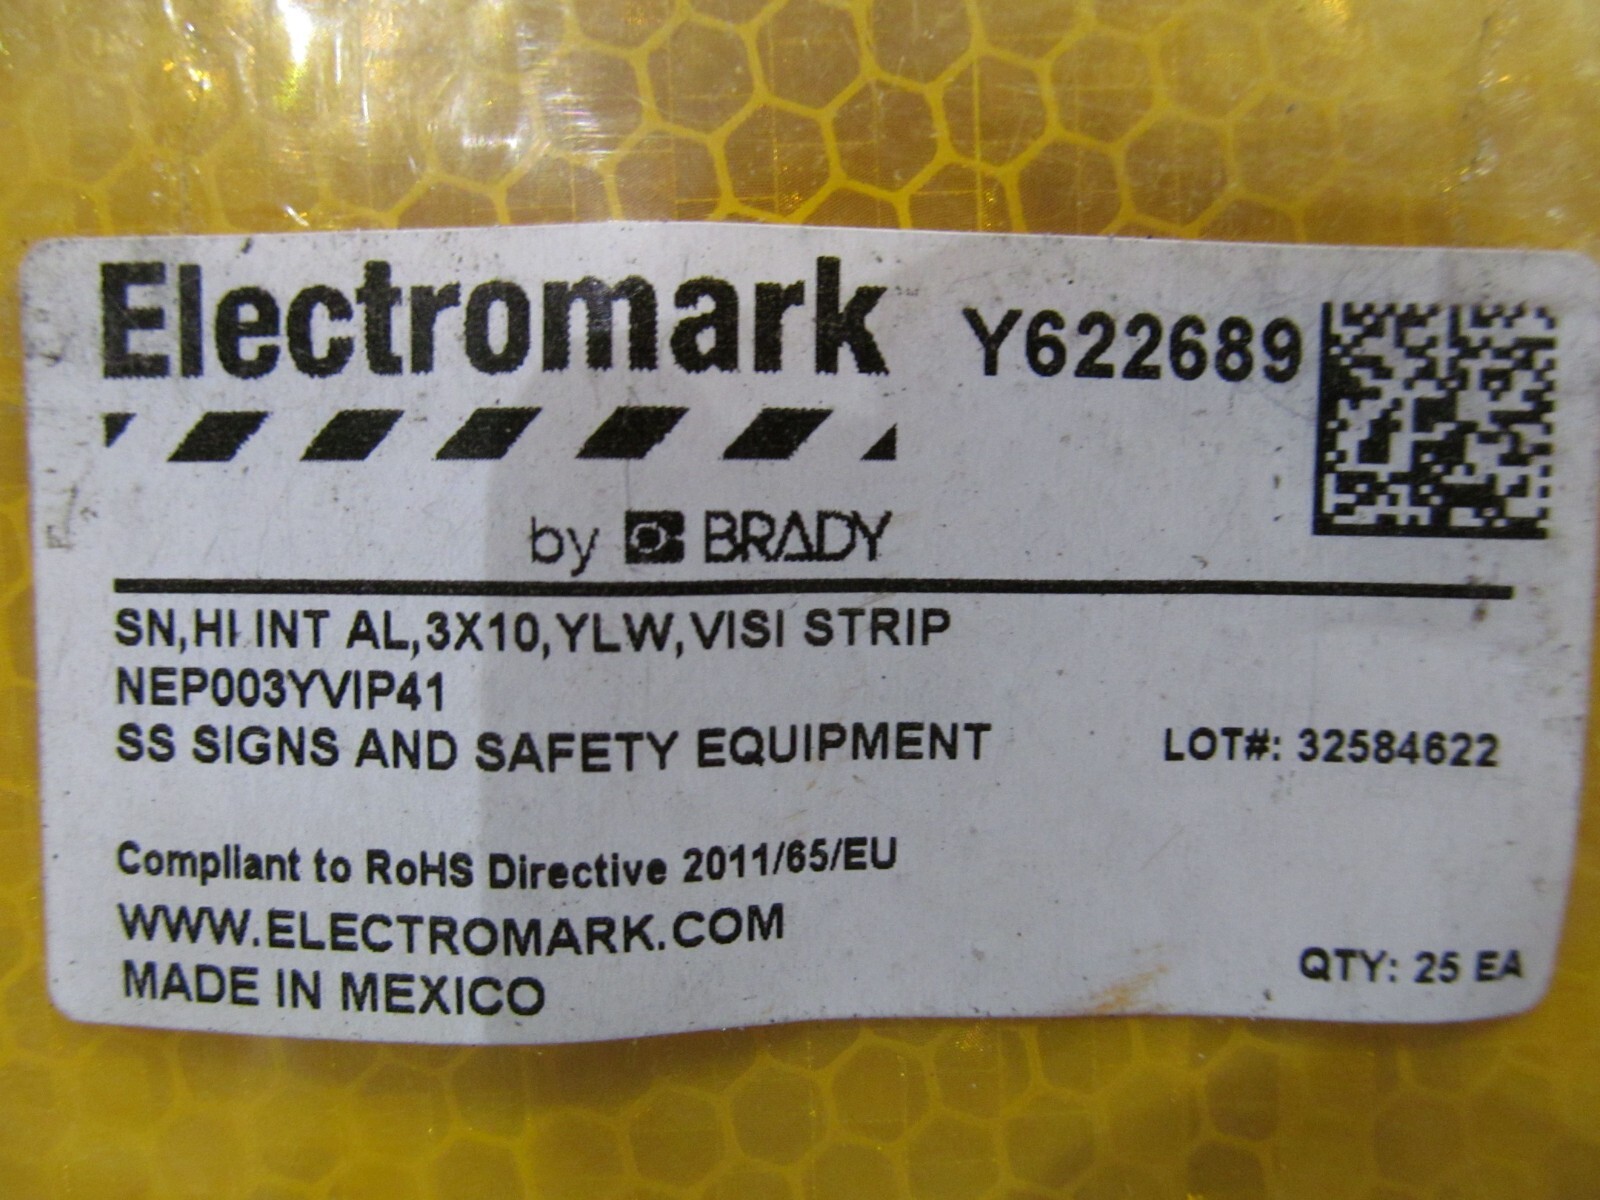 Electromark Y622689
by BRADY
SN,HI INT AL,3X10,YLW,VISI STRIP
NEP003YVIP41
SS SIGNS AND SAFETY EQUIPMENT LOT#: 32584622
Compliant to RoHS Directive 2011/65/EU
WWW.ELECTROMARK.COM
MADE IN MEXICO QTY: 25 EA